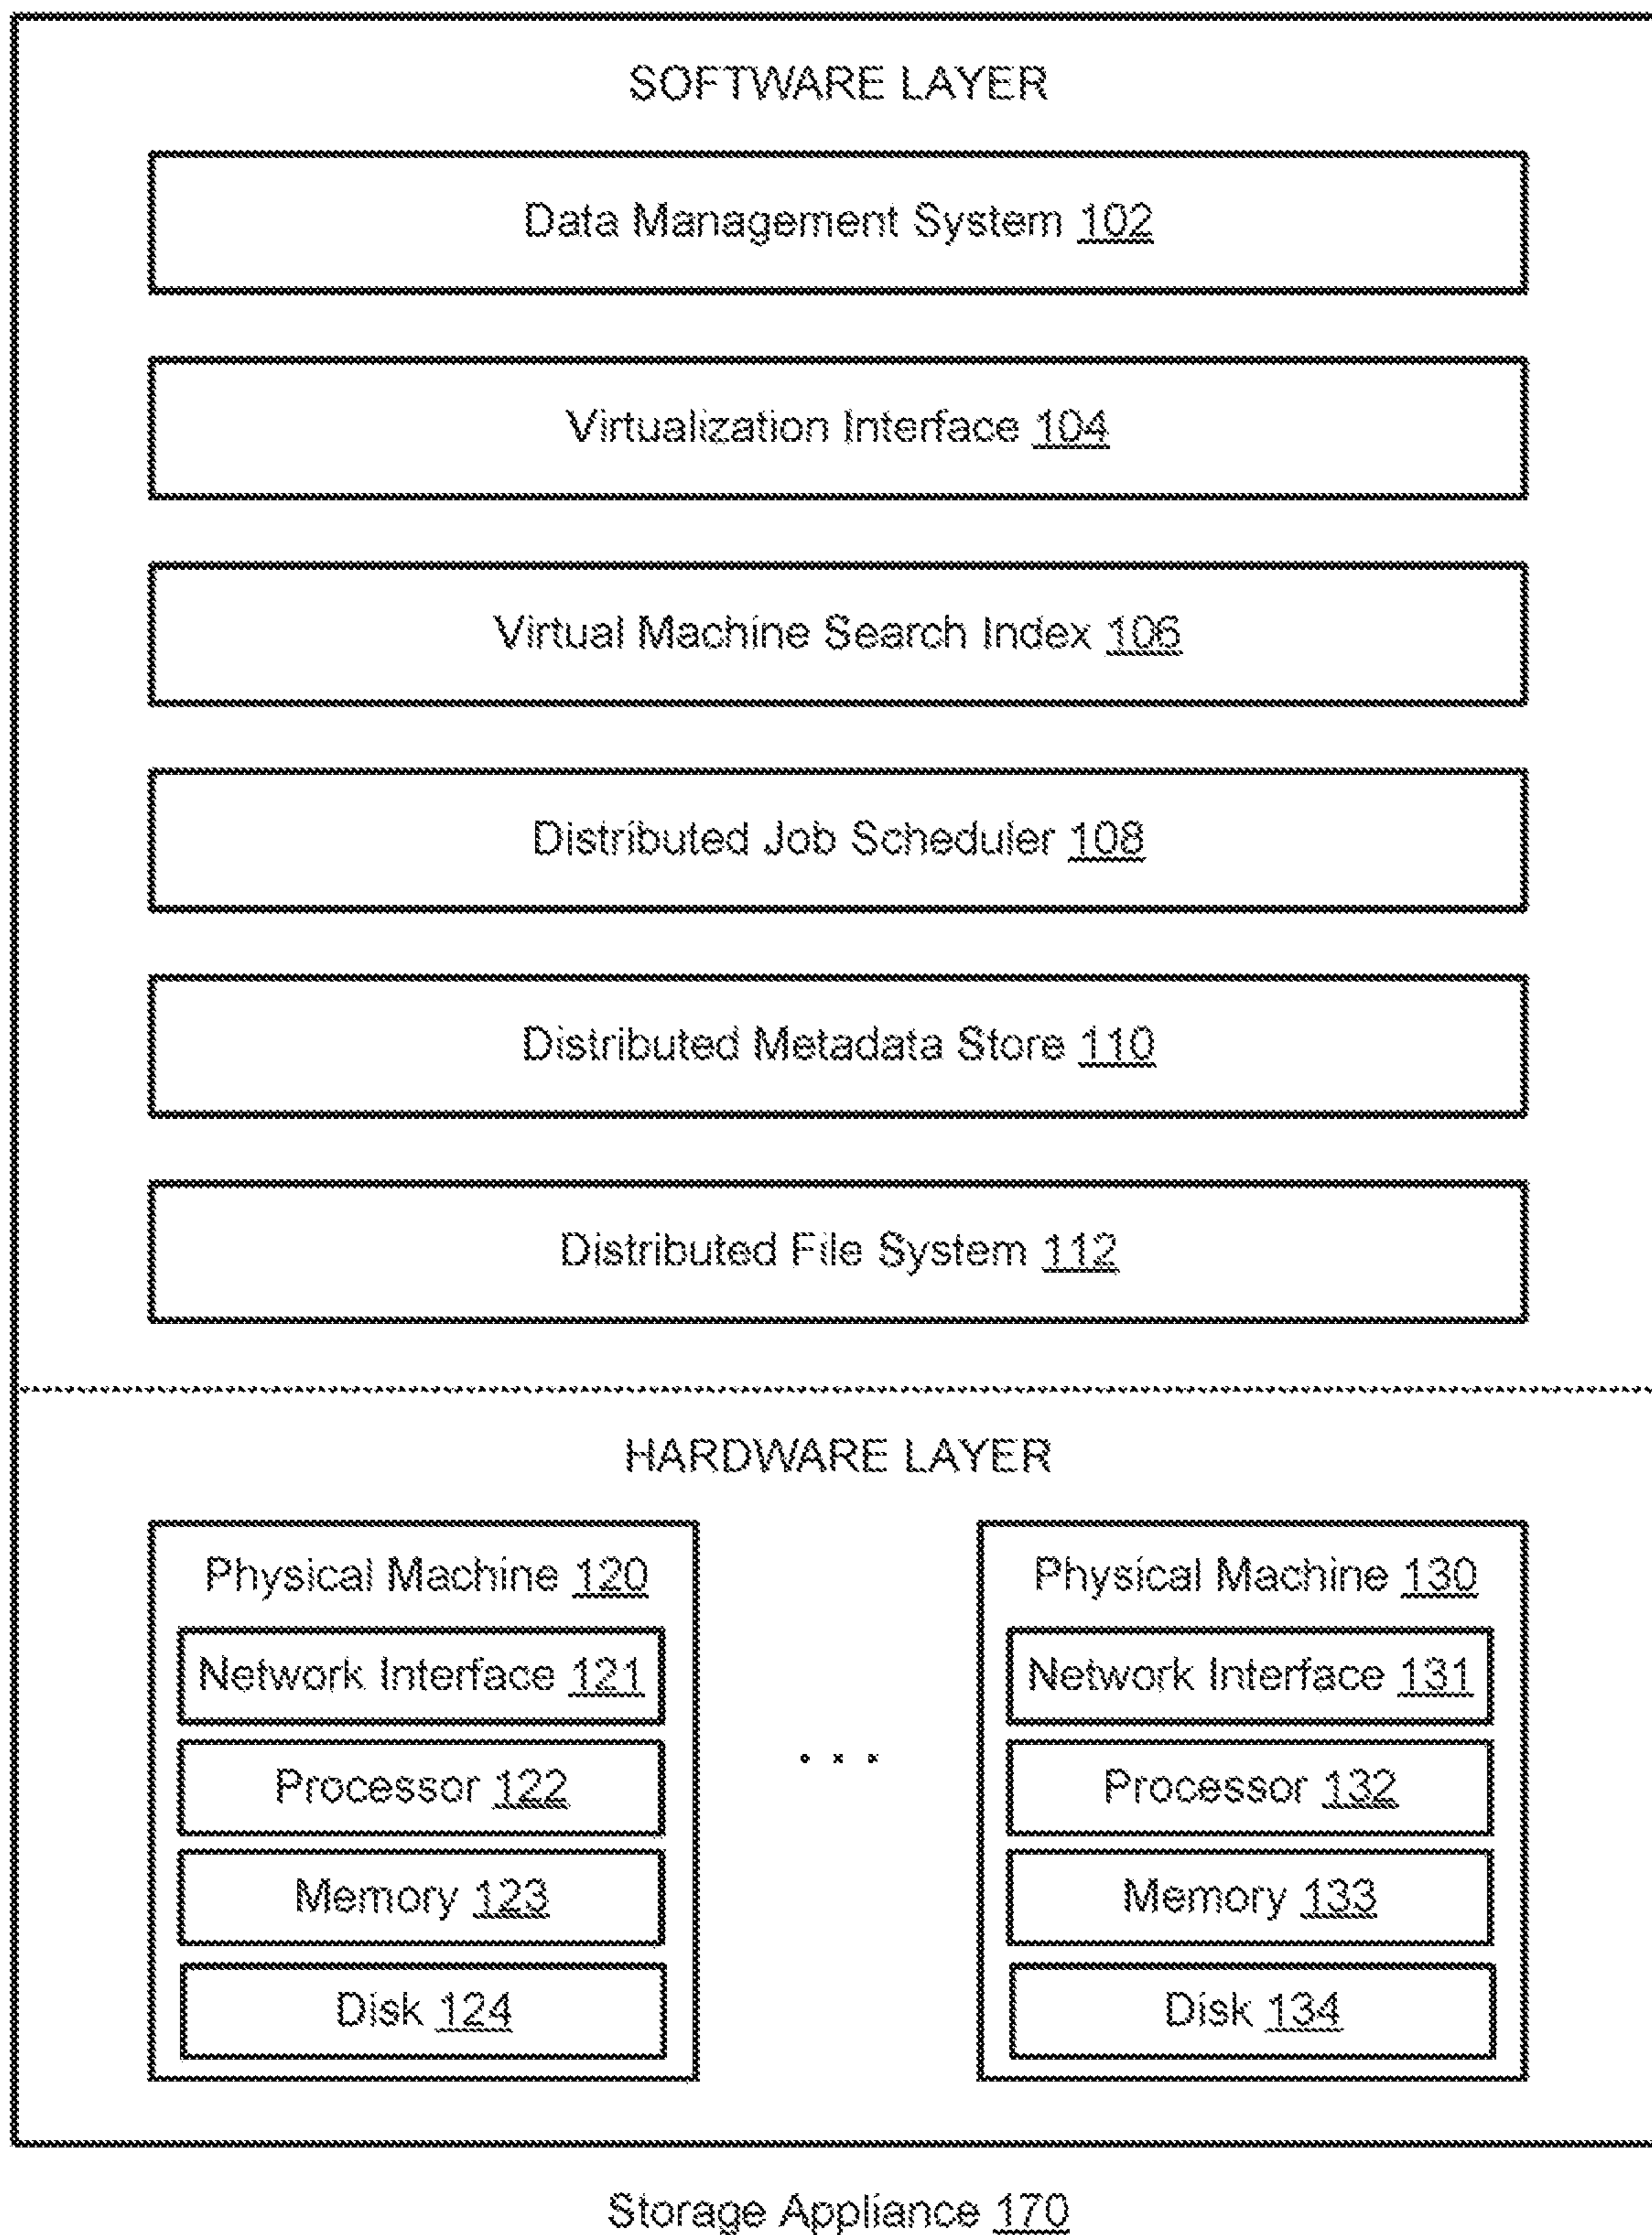 SOFTWARE LAYER
Data Management System 102
Virtualization Interface 104
Virtual Machine Search Index 106
Distributed Job Scheduler 108
Distributed Metadata Store 110
Distributed File System 112
HARDWARE LAYER
Physical Machine 120
Network Interface 121
Processor 122
Memory 123
Disk 124
. . .
Physical Machine 130
Network Interface 131
Processor 132
Memory 133
Disk 134
Storage Appliance 170